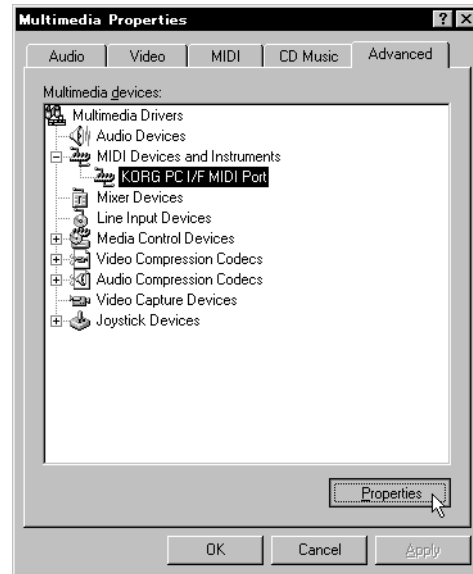 Multimedia Properties
Audio Video MIDI CD Music Advanced
Multimedia devices:
Multimedia Drivers
Audio Devices
MIDI Devices and Instruments
KORG PC I/F MIDI Port
Mixer Devices
Line Input Devices
Media Control Devices
Video Compression Codecs
Audio Compression Codecs
Video Capture Devices
Joystick Devices
Properties
OK Cancel Apply